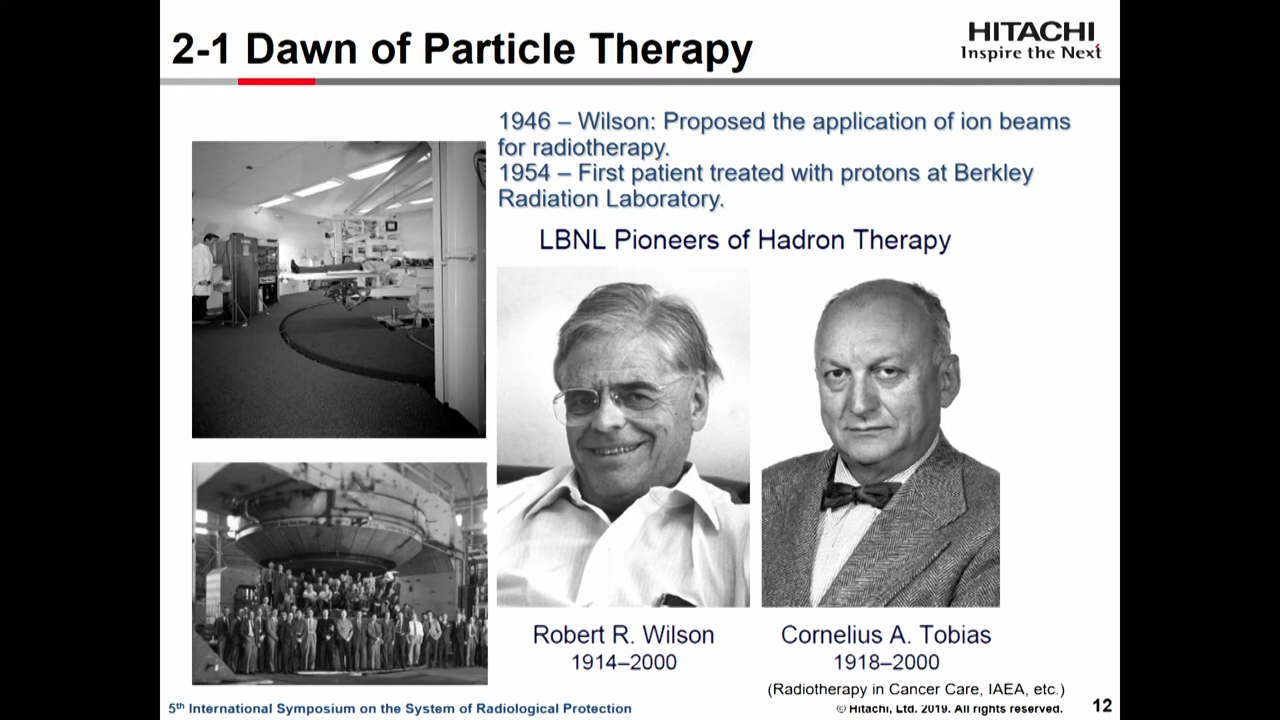 2-1 Dawn of Particle Therapy
HITACHI
Inspire the Next
1946 – Wilson: Proposed the application of ion beams
for radiotherapy.
1954 – First patient treated with protons at Berkley
Radiation Laboratory.
LBNL Pioneers of Hadron Therapy
Robert R. Wilson
1914–2000
Cornelius A. Tobias
1918–2000
(Radiotherapy in Cancer Care, IAEA, etc.)
5th International Symposium on the System of Radiological Protection
© Hitachi, Ltd. 2019. All rights reserved.
12